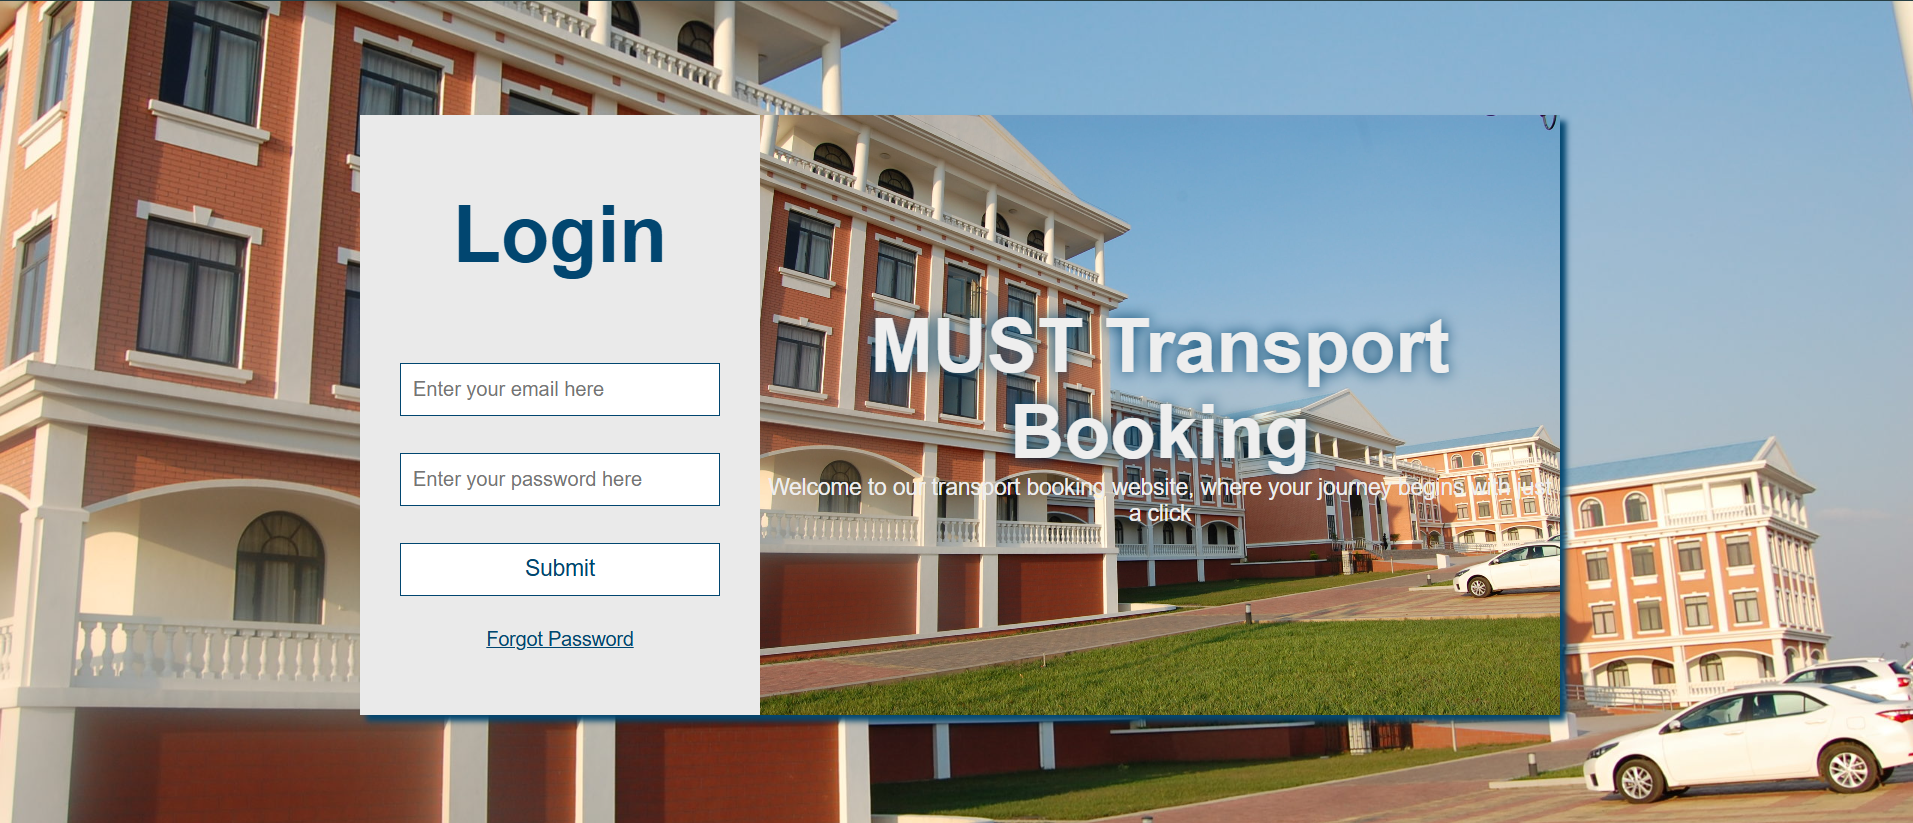 Login
Enter your email here
Enter your password here
Submit
Forgot Password
MUST Transport
Booking
Welcome to our transport booking website, where your journey begins with just
a click